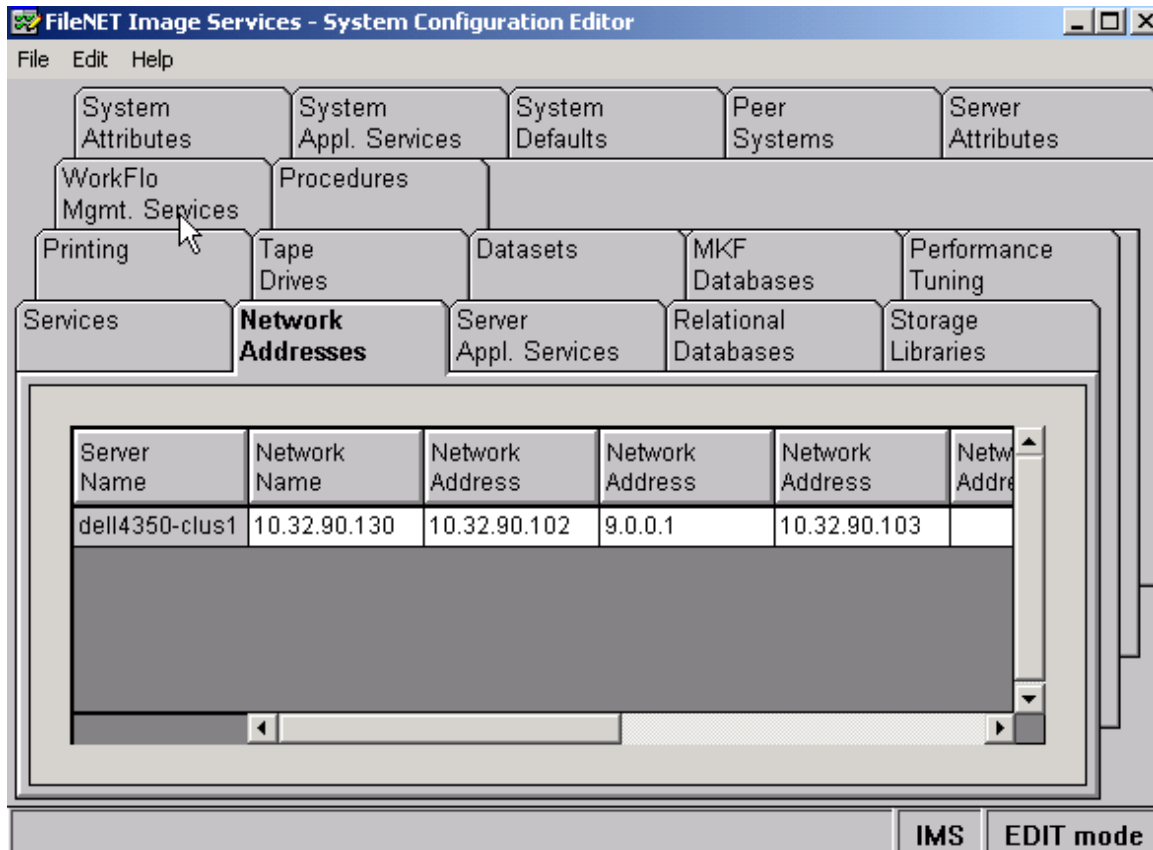 FileNET Image Services - System Configuration Editor
File Edit Help
System Attributes
System Appl. Services
System Defaults
Peer Systems
Server Attributes
WorkFlo Mgmt. Services
Procedures
Printing
Tape Drives
Datasets
MKF Databases
Performance Tuning
Services
Network Addresses
Server Appl. Services
Relational Databases
Storage Libraries
Server Name
Network Name
Network Address
Network Address
Network Address
Netw Addre
dell4350-clus1 10.32.90.130 10.32.90.102 9.0.0.1 10.32.90.103
IMS EDIT mode